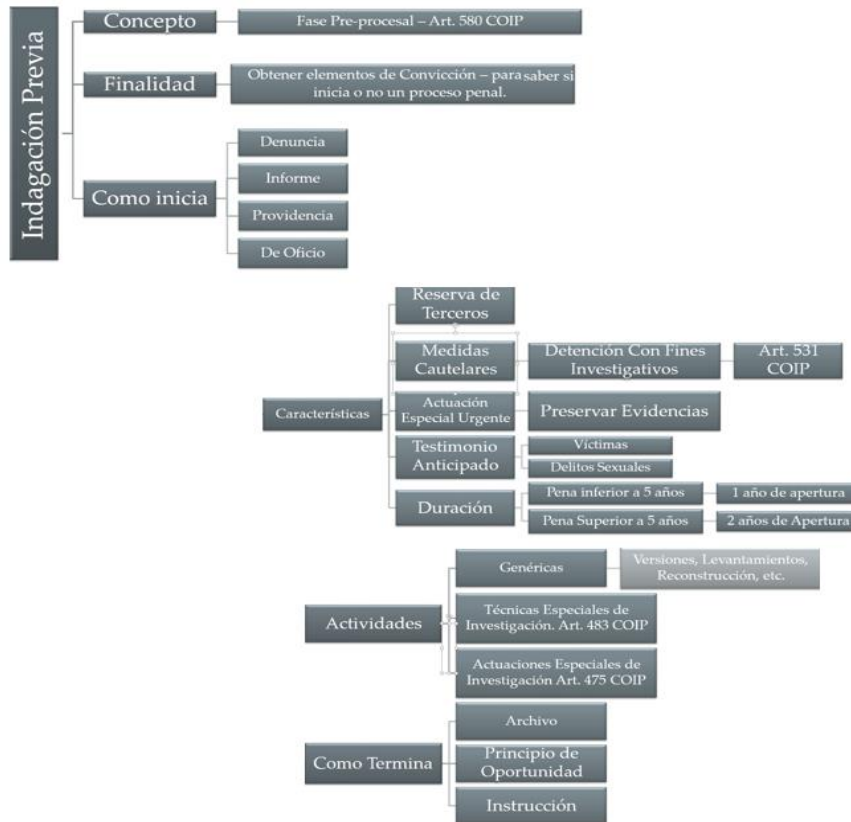 Indagación Previa
Concepto
Fase Pre-procesal – Art. 580 COIP
Finalidad
Obtener elementos de Convicción – para saber si
inicia o no un proceso penal.
Como inicia
Denuncia
Informe
Providencia
De Oficio
Características
Reserva de
Terceros
Medidas
Cautelares
Detención Con Fines
Investigativos
Art. 531
COIP
Actuación
Especial Urgente
Preservar Evidencias
Testimonio
Anticipado
Víctimas
Delitos Sexuales
Duración
Pena inferior a 5 años
1 año de apertura
Pena Superior a 5 años
2 años de Apertura
Actividades
Genéricas
Versiones, Levantamientos,
Reconstrucción, etc.
Técnicas Especiales de
Investigación. Art. 483 COIP
Actuaciones Especiales de
Investigación Art. 475 COIP
Como Termina
Archivo
Principio de
Oportunidad
Instrucción